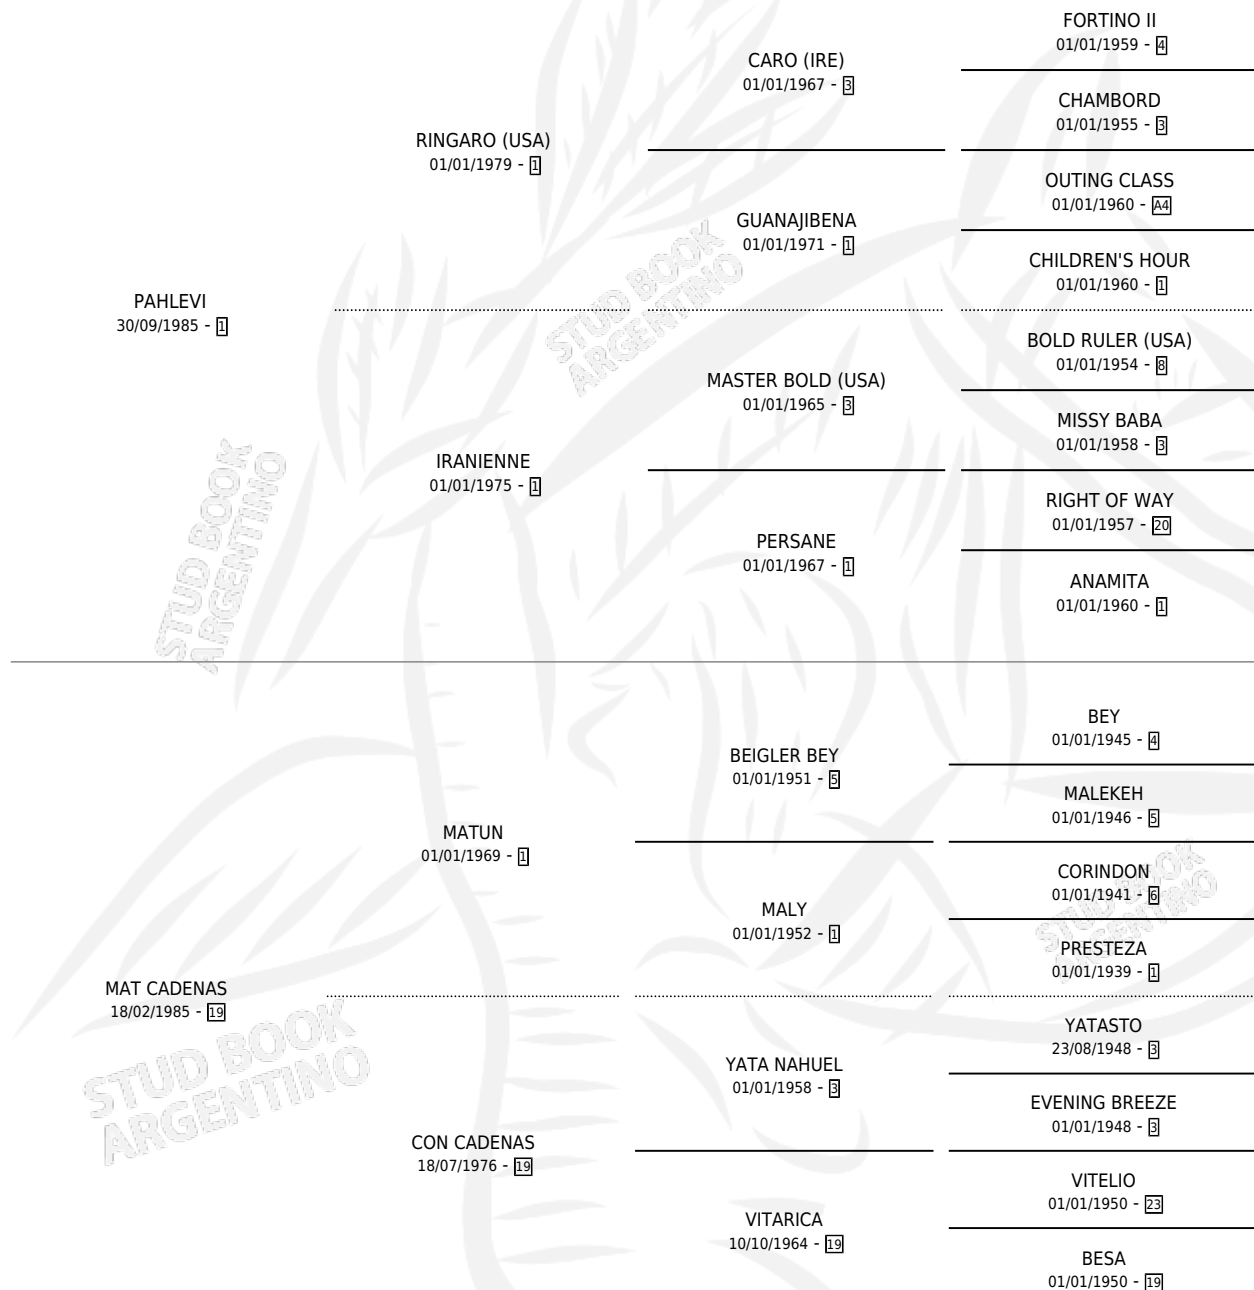 FORTINO II
01/01/1959 - 4
CARO (IRE)
01/01/1967 - 3
CHAMBORD
01/01/1955 - 3
RINGARO (USA)
01/01/1979 - 1
OUTING CLASS
01/01/1960 - A4
GUANAJIBENA
01/01/1971 - 1
CHILDREN'S HOUR
01/01/1960 - 1
PAHLEVI
30/09/1985 - 1
BOLD RULER (USA)
01/01/1954 - 8
MASTER BOLD (USA)
01/01/1965 - 3
MISSY BABA
01/01/1958 - 3
IRANIENNE
01/01/1975 - 1
RIGHT OF WAY
01/01/1957 - 20
PERSANE
01/01/1967 - 1
ANAMITA
01/01/1960 - 1
BEY
01/01/1945 - 4
BEIGLER BEY
01/01/1951 - 5
MALEKEH
01/01/1946 - 5
MATUN
01/01/1969 - 1
CORINDON
01/01/1941 - 6
MALY
01/01/1952 - 1
PRESTEZA
01/01/1939 - 1
MAT CADENAS
18/02/1985 - 19
YATASTO
23/08/1948 - 3
YATA NAHUEL
01/01/1958 - 3
EVENING BREEZE
01/01/1948 - 3
CON CADENAS
18/07/1976 - 19
VITELIO
01/01/1950 - 23
VITARICA
10/10/1964 - 19
BESA
01/01/1950 - 19
STUD BOOK
ARGENTINO
STUD BOOK
ARGENTINO
STUD BOOK
ARGENTINO
STUD BOOK
ARGENTINO